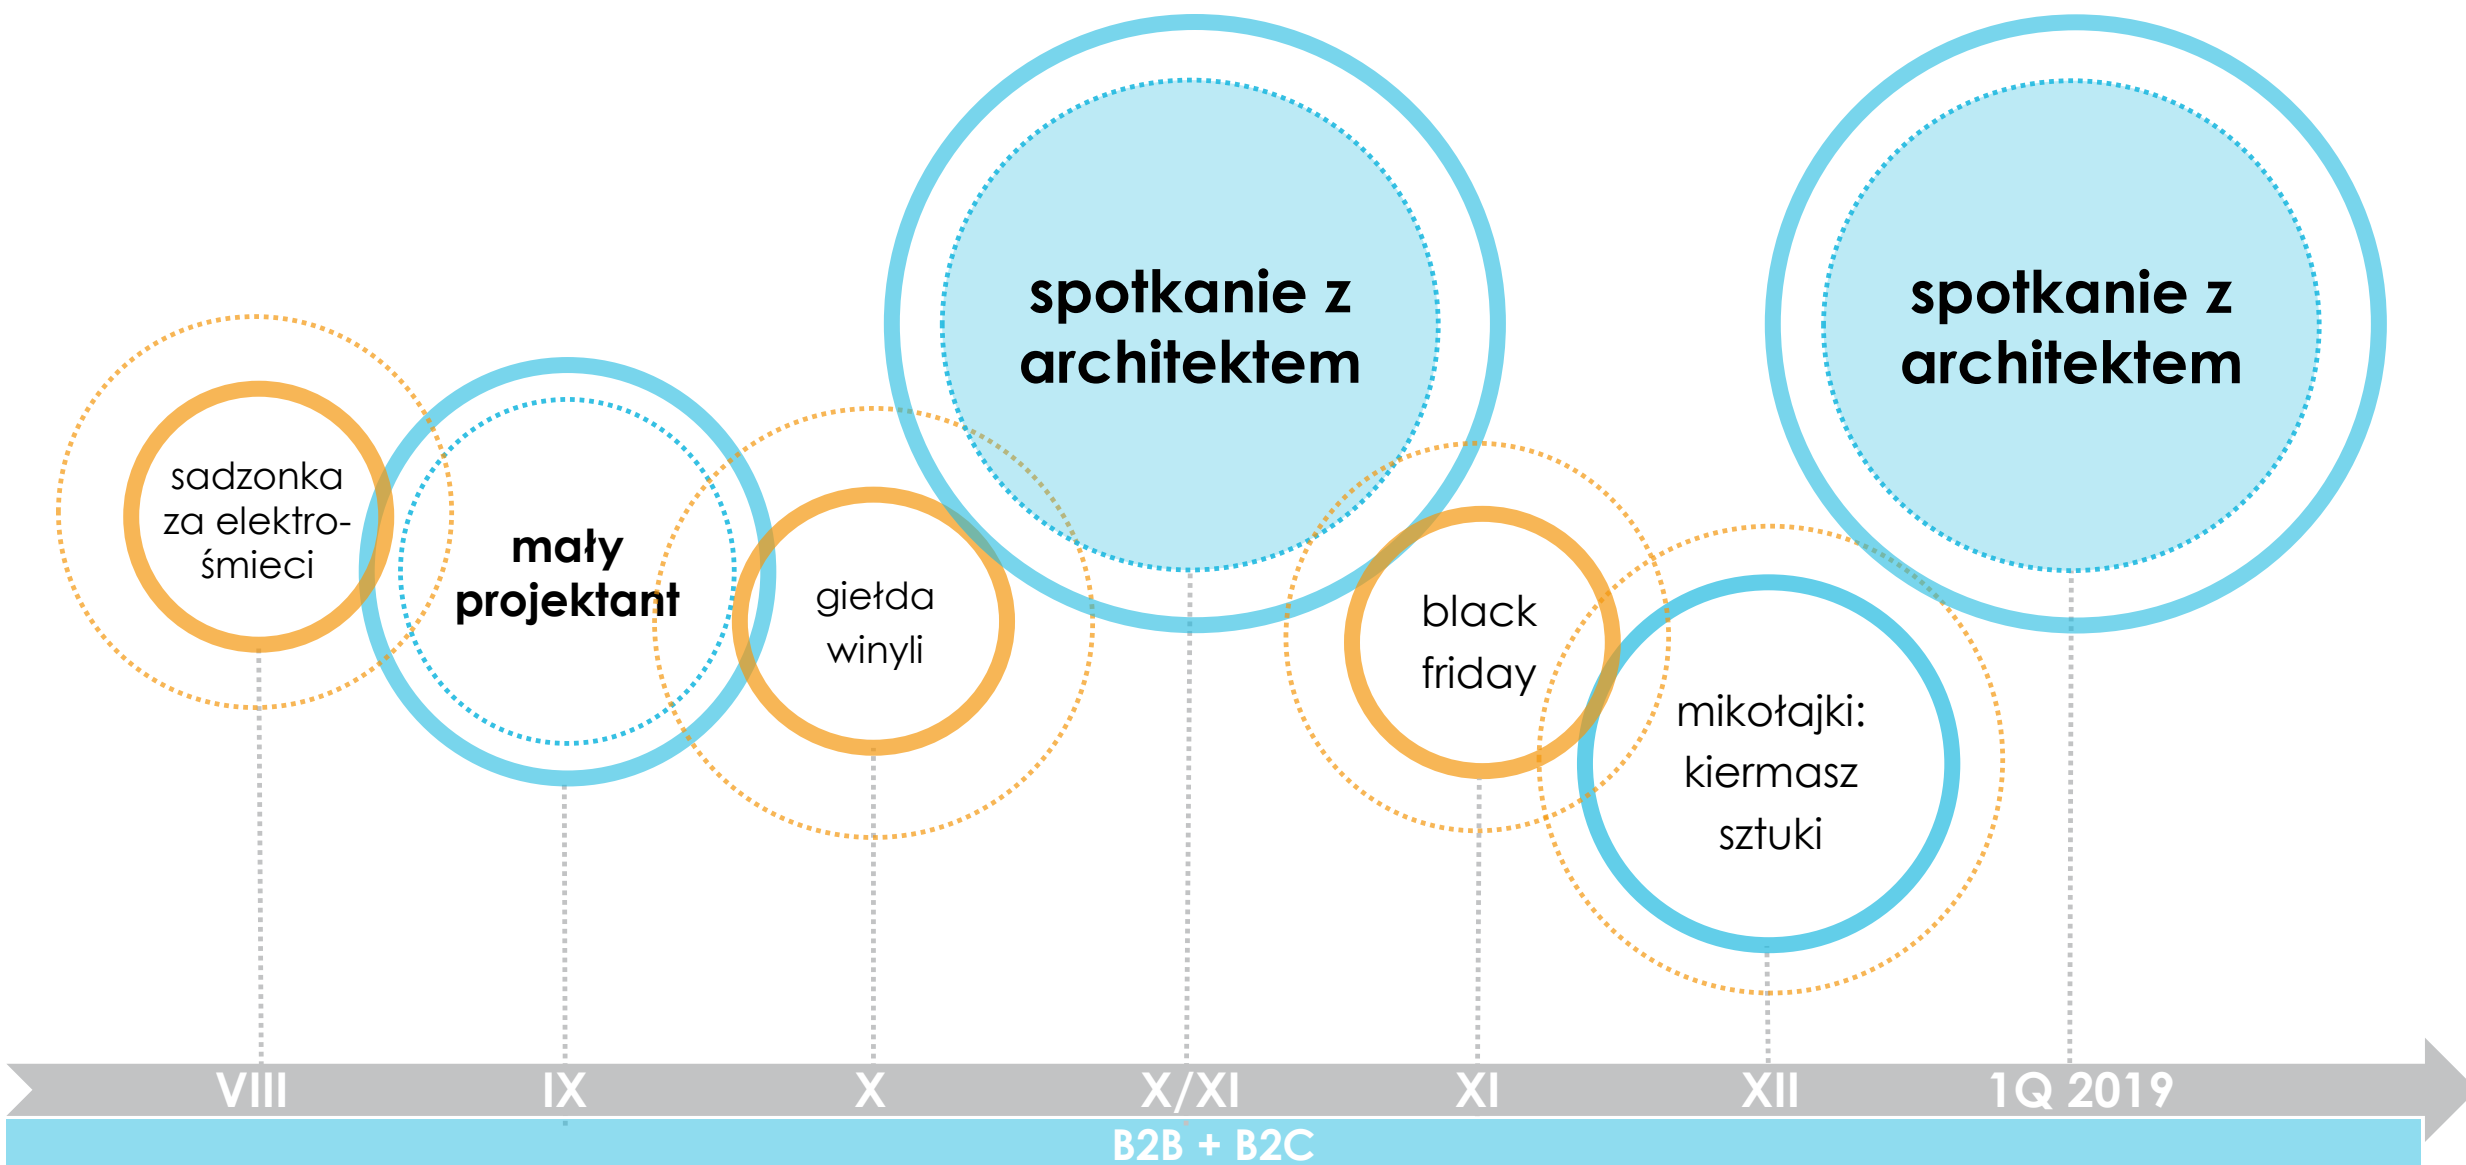 sadzonka
za elektro-
śmieci
mały
projektant
giełda
winyli
spotkanie z
architektem
black
friday
mikołajki:
kiermasz
sztuki
spotkanie z
architektem
VIII
IX
X
X/XI
XI
XII
1Q 2019
B2B + B2C